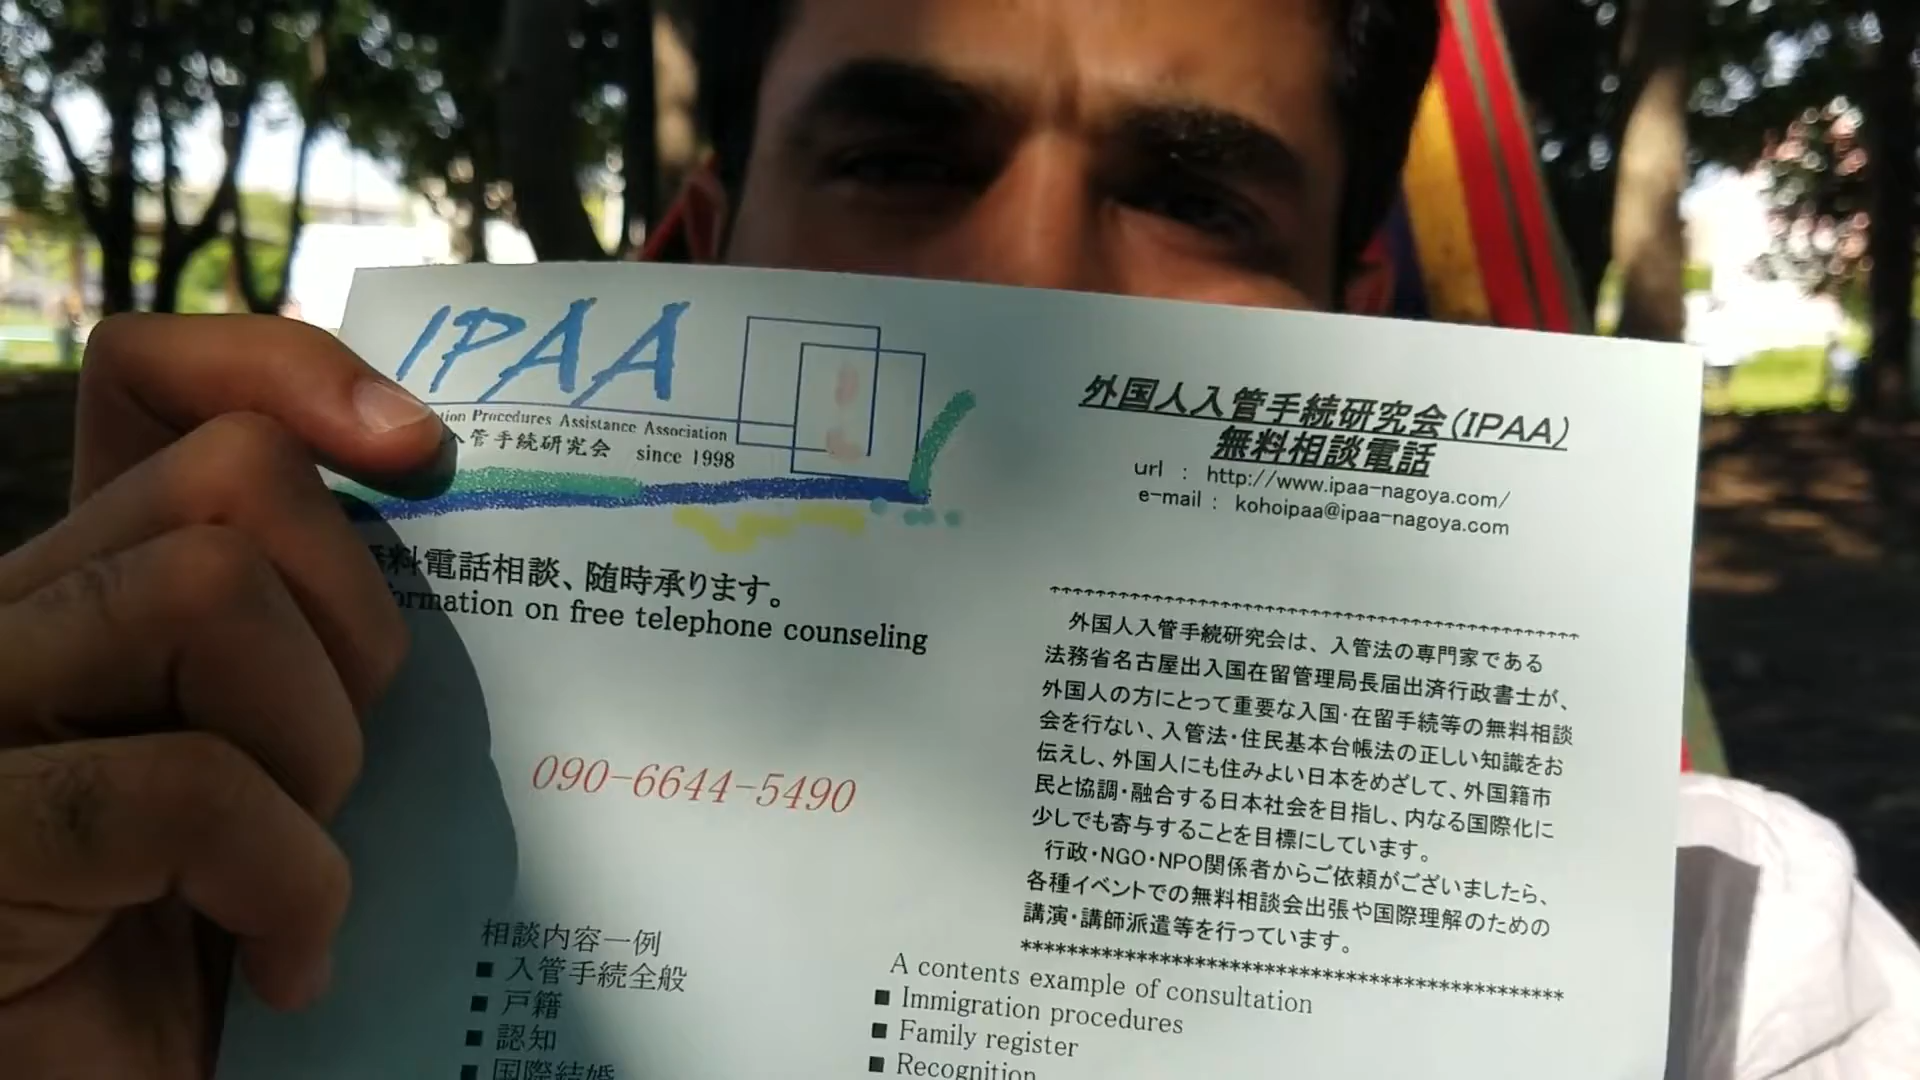 IPAA
Procedures Assistance Association
入管手続研究会 since 1998
料電話相談、随時承ります。
on free telephone counseling
090-6644-5490
相談内容一例
■ 入管手続全般
■ 戸籍
■ 認知
■ 国際結婚
外国人入管手続研究会(IPAA)
無料相談電話
url : http://www.ipaa-nagoya.com/
e-mail : kohoipaa@ipaa-nagoya.com
外国人入管手続研究会は、入管法の専門家である
法務省名古屋出入国在留管理局長届出済行政書士が、
外国人の方にとって重要な入国・在留手続等の無料相談
会を行ない、入管法・住民基本台帳法の正しい知識をお
伝えし、外国人にも住みよい日本をめざして、外国籍市
民と協調・融合する日本社会を目指し、内なる国際化に
少しでも寄与することを目標にしています。
行政・NGO・NPO関係者からご依頼がございましたら、
各種イベントでの無料相談会出張や国際理解のための
講演・講師派遣等を行っています。
A contents example of consultation
■ Immigration procedures
■ Family register
■ Recognition